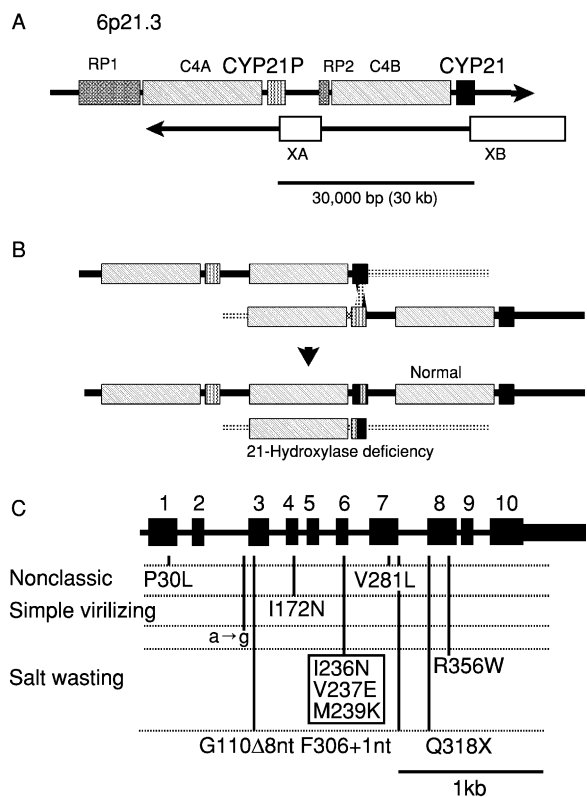 A
6p21.3
RP1 C4A CYP21P RP2 C4B CYP21
XA XB
30,000 bp (30 kb)
B
Normal
21-Hydroxylase deficiency
C
1 2 3 4 5 6 7 8 9 10
Nonclassic P30L V281L
Simple virilizing I172N
a→g
Salt wasting I236N R356W
V237E
M239K
G110Δ8nt F306+1nt Q318X
1kb